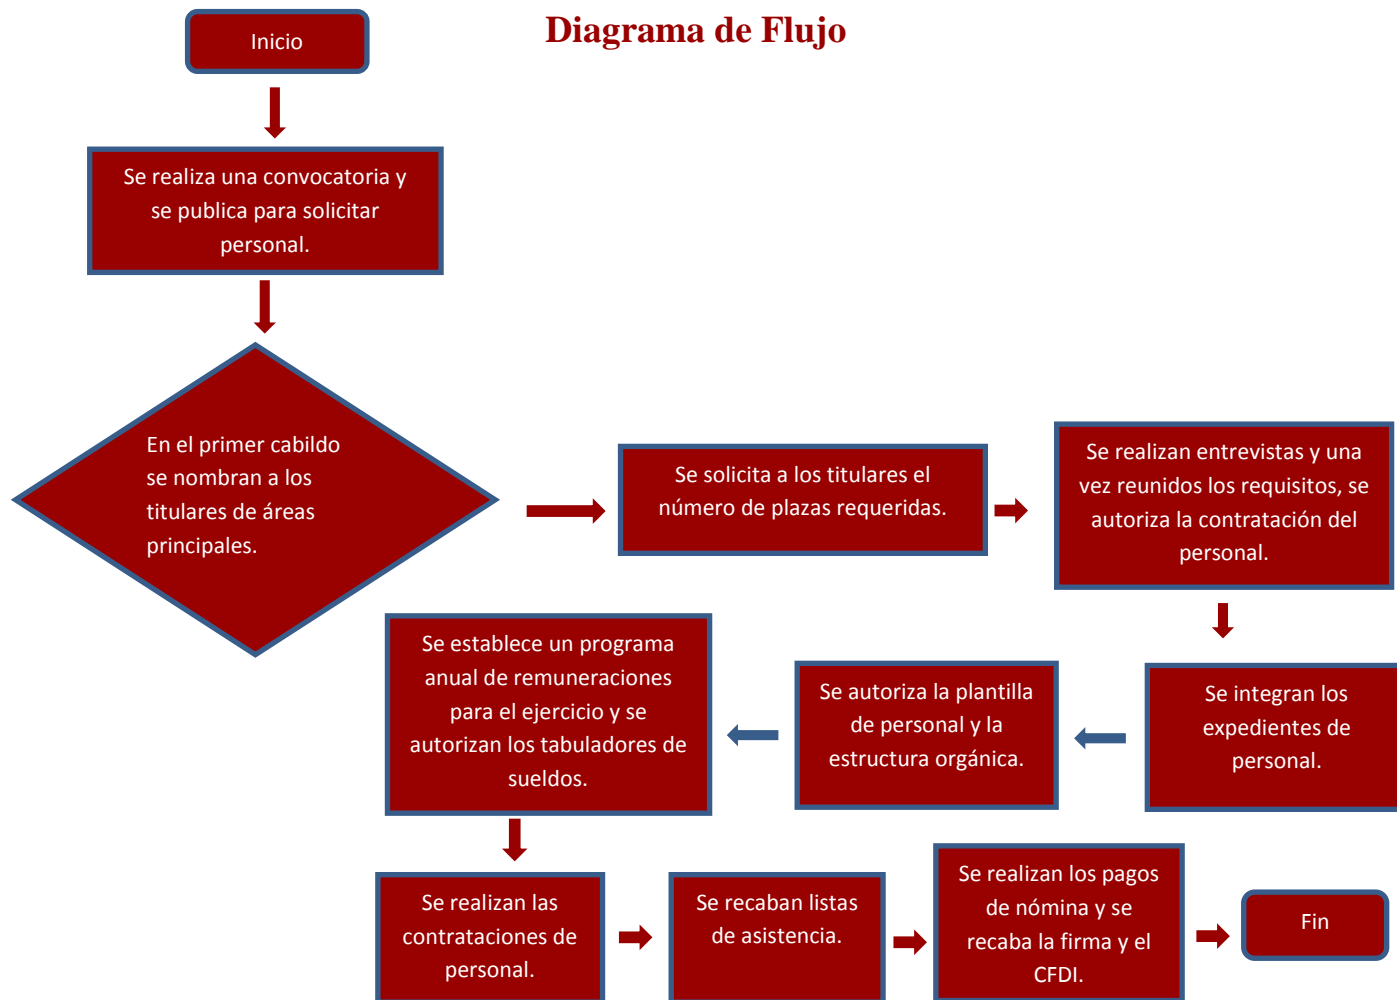 Diagrama de Flujo
Inicio
Se realiza una convocatoria y
se publica para solicitar
personal.
En el primer cabildo
se nombran a los
titulares de áreas
principales.
Se solicita a los titulares el
número de plazas requeridas.
Se realizan entrevistas y una
vez reunidos los requisitos, se
autoriza la contratación del
personal.
Se integran los
expedientes de
personal.
Se autoriza la plantilla
de personal y la
estructura orgánica.
Se establece un programa
anual de remuneraciones
para el ejercicio y se
autorizan los tabuladores de
sueldos.
Se realizan las
contrataciones de
personal.
Se recaban listas
de asistencia.
Se realizan los pagos
de nómina y se
recaba la firma y el
CFDI.
Fin